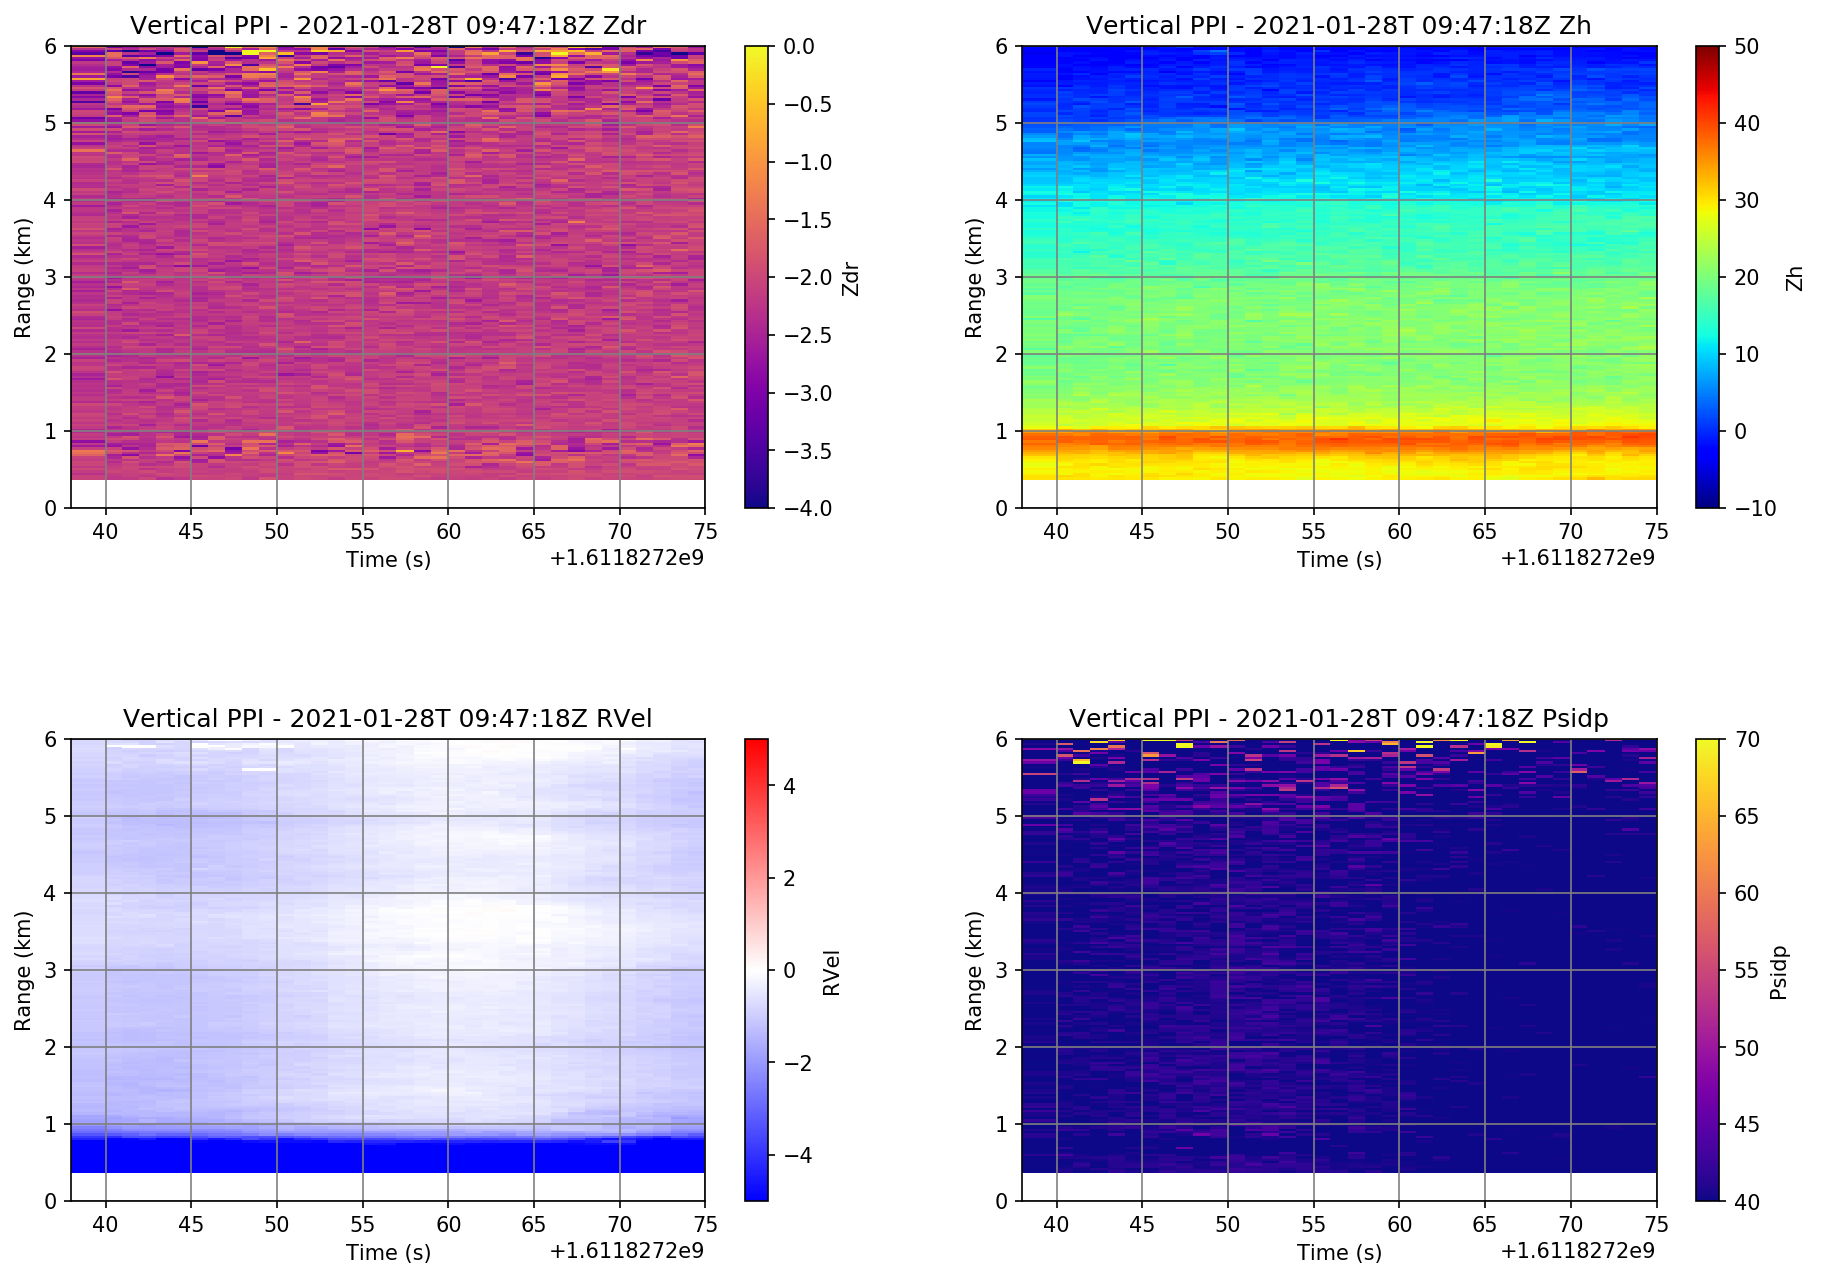 Vertical PPI - 2021-01-28T 09:47:18Z Zdr
6
5
4
3
2
1
0
Range (km)
40 45 50 55 60 65 70 75
Time (s)
+1.6118272e9
0.0
−0.5
−1.0
−1.5
−2.0
−2.5
−3.0
−3.5
−4.0
Zdr
Vertical PPI - 2021-01-28T 09:47:18Z Zh
6
5
4
3
2
1
0
Range (km)
40 45 50 55 60 65 70 75
Time (s)
+1.6118272e9
50
40
30
20
10
0
−10
Zh
Vertical PPI - 2021-01-28T 09:47:18Z RVel
6
5
4
3
2
1
0
Range (km)
40 45 50 55 60 65 70 75
Time (s)
+1.6118272e9
4
2
0
−2
−4
RVel
Vertical PPI - 2021-01-28T 09:47:18Z Psidp
6
5
4
3
2
1
0
Range (km)
40 45 50 55 60 65 70 75
Time (s)
+1.6118272e9
70
65
60
55
50
45
40
Psidp